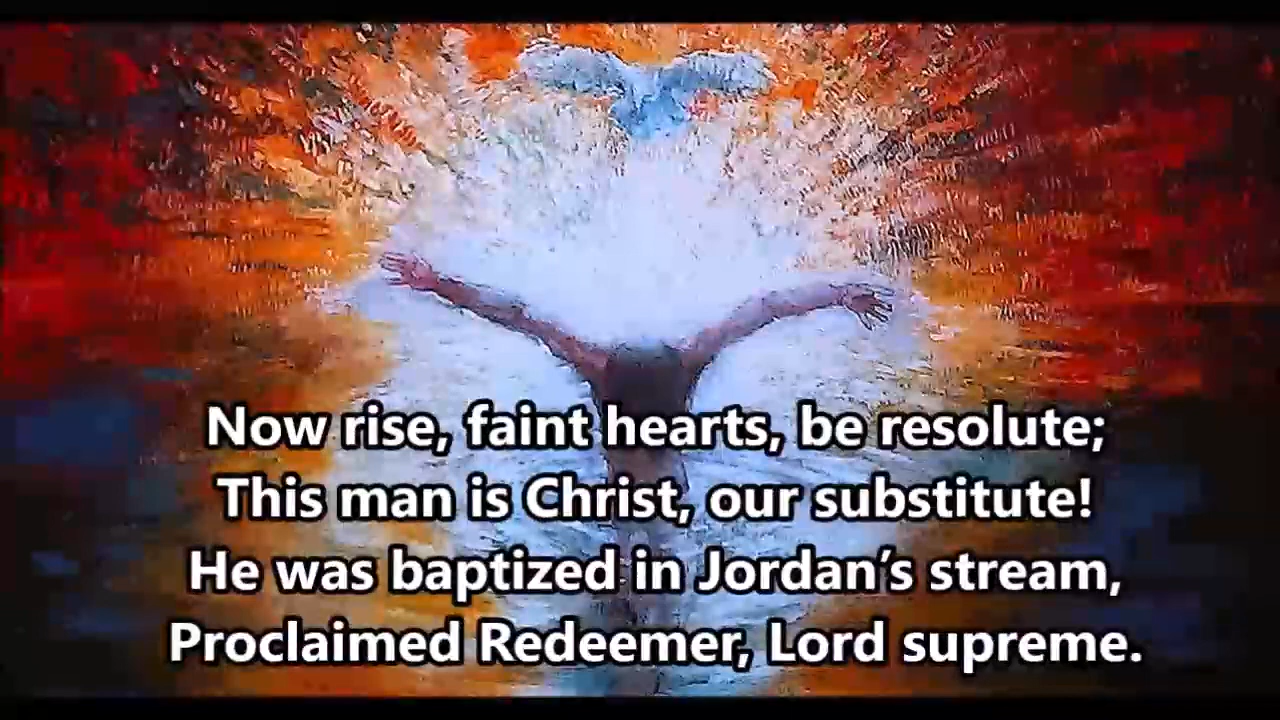 Now rise, faint hearts, be resolute;
This man is Christ, our substitute!
He was baptized in Jordan’s stream,
Proclaimed Redeemer, Lord supreme.